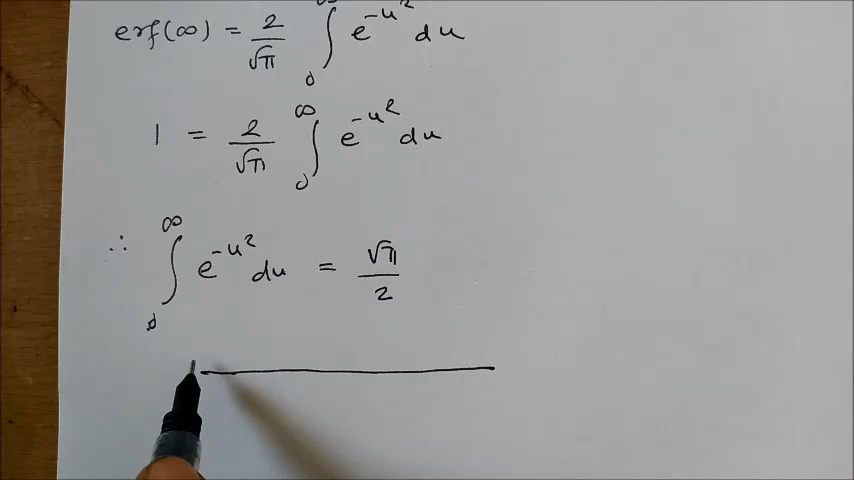 erf(∞) = 2/√π ∫₀^∞ e^{-u²} du
1 = 2/√π ∫₀^∞ e^{-u²} du
∴ ∫₀^∞ e^{-u²} du = √π/2